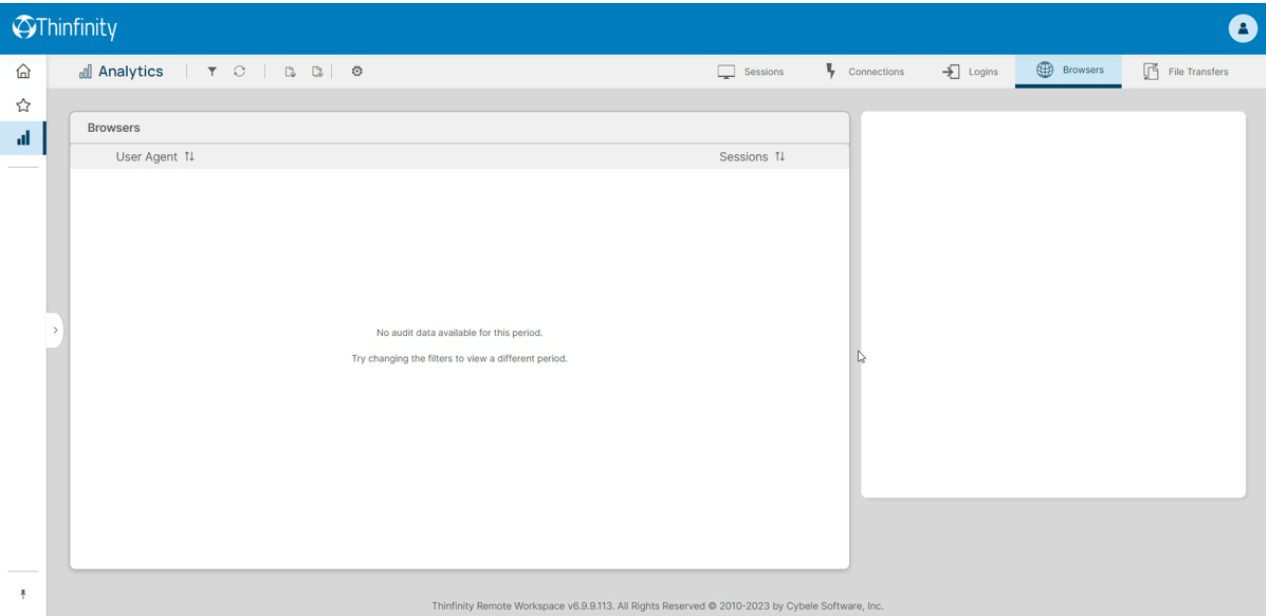 Thinfinity
Analytics
Sessions
Connections
Logins
Browsers
File Transfers
Browsers
User Agent
Sessions
No audit data available for this period.
Try changing the filters to view a different period.
Thinfinity Remote Workspace v6.9.9.113. All Rights Reserved © 2010-2023 by Cybele Software, Inc.